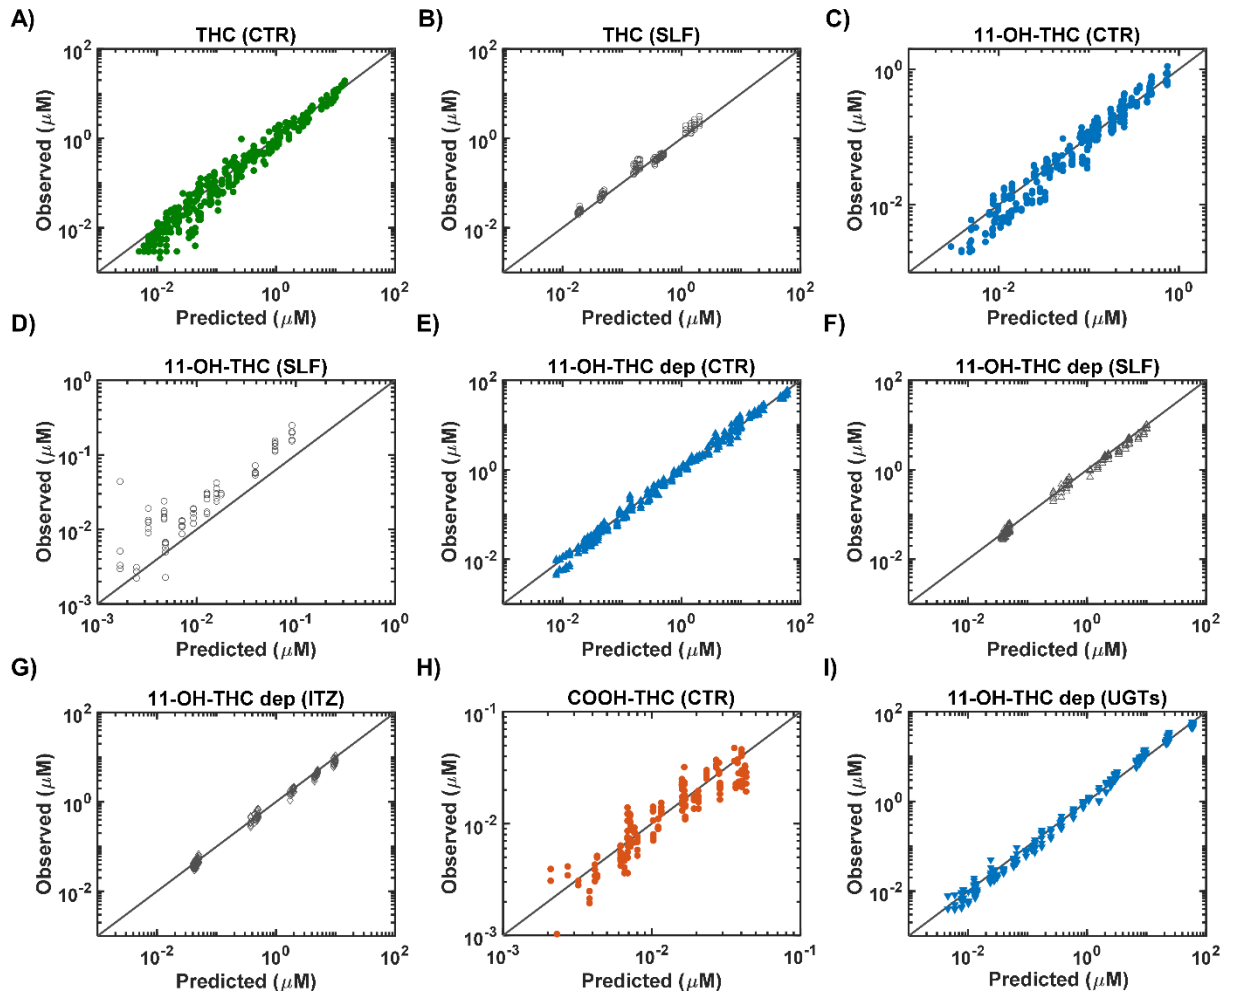 A)
THC (CTR)
Observed (μM)
10^2
10^0
10^-2
10^-2
10^0
10^2
Predicted (μM)
B)
THC (SLF)
Observed (μM)
10^2
10^0
10^-2
10^-2
10^0
10^2
Predicted (μM)
C)
11-OH-THC (CTR)
Observed (μM)
10^0
10^-2
10^-2
10^0
Predicted (μM)
D)
11-OH-THC (SLF)
Observed (μM)
10^0
10^-1
10^-2
10^-3
10^-3
10^-2
10^-1
10^0
Predicted (μM)
E)
11-OH-THC dep (CTR)
Observed (μM)
10^2
10^0
10^-2
10^-2
10^0
10^2
Predicted (μM)
F)
11-OH-THC dep (SLF)
Observed (μM)
10^2
10^0
10^-2
10^-2
10^0
10^2
Predicted (μM)
G)
11-OH-THC dep (ITZ)
Observed (μM)
10^2
10^0
10^-2
10^-2
10^0
10^2
Predicted (μM)
H)
COOH-THC (CTR)
Observed (μM)
10^-1
10^-2
10^-3
10^-3
10^-2
10^-1
Predicted (μM)
I)
11-OH-THC dep (UGTs)
Observed (μM)
10^2
10^0
10^-2
10^-2
10^0
10^2
Predicted (μM)